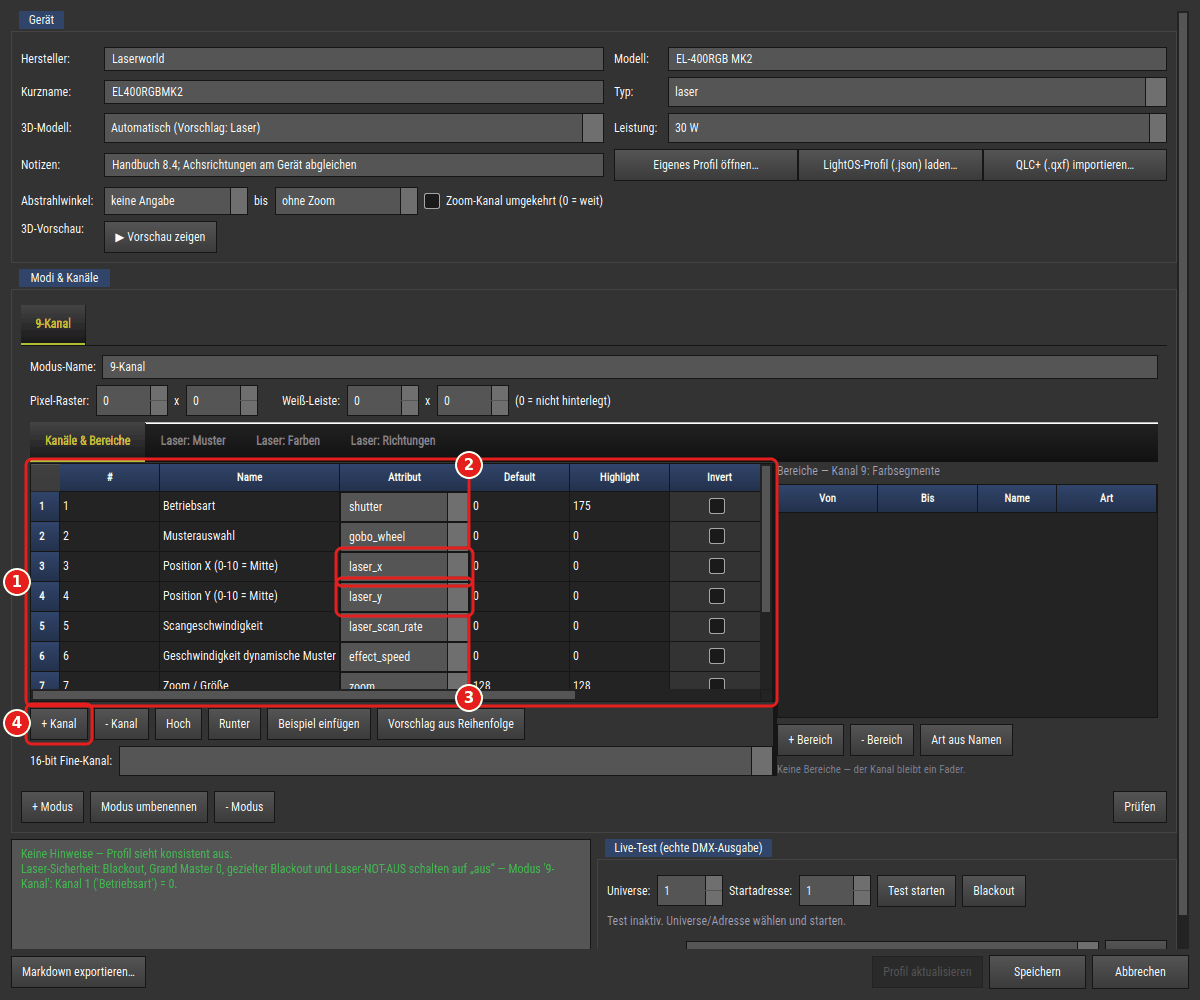 Gerät
Hersteller: Laserworld Modell: EL-400RGB MK2
Kurzname: EL400RGBMK2 Typ: laser
3D-Modell: Automatisch (Vorschlag: Laser) Leistung: 30 W
Notizen: Handbuch 8.4; Achsrichtungen am Gerät abgleichen Eigenes Profil öffnen... LightOS-Profil (.json) laden... QLC+ (.qxf) importieren...
Abstrahlwinkel: keine Angabe bis ohne Zoom Zoom-Kanal umgekehrt (0 = weit)
3D-Vorschau: ▶ Vorschau zeigen
Modi & Kanäle
9-Kanal
Modus-Name: 9-Kanal
Pixel-Raster: 0 x 0 Weiß-Leiste: 0 x 0 (0 = nicht hinterlegt)
Kanäle & Bereiche Laser: Muster Laser: Farben Laser: Richtungen
# Name Attribut Default Highlight Invert
1 1 Betriebsart shutter 0 175
2 2 Musterauswahl gobo_wheel 0 0
3 3 Position X (0-10 = Mitte) laser_x 0 0
4 4 Position Y (0-10 = Mitte) laser_y 0 0
5 5 Scangeschwindigkeit laser_scan_rate 0 0
6 6 Geschwindigkeit dynamische Muster effect_speed 0 0
7 7 Zoom / Größe zoom 128 128
1
2
3
4
Bereiche — Kanal 9: Farbsegmente
Von Bis Name Art
+ Kanal - Kanal Hoch Runter Beispiel einfügen Vorschlag aus Reihenfolge
+ Bereich - Bereich Art aus Namen
16-bit Fine-Kanal:
Keine Bereiche — der Kanal bleibt ein Fader.
+ Modus Modus umbenennen - Modus Prüfen
Keine Hinweise — Profil sieht konsistent aus.
Laser-Sicherheit: Blackout, Grand Master 0, gezielter Blackout und Laser-NOT-AUS schalten auf „aus“ — Modus '9-
Kanal': Kanal 1 ('Betriebsart') = 0.
Live-Test (echte DMX-Ausgabe)
Universe: 1 Startadresse: 1 Test starten Blackout
Test inaktiv. Universe/Adresse wählen und starten.
Markdown exportieren... Profil aktualisieren Speichern Abbrechen